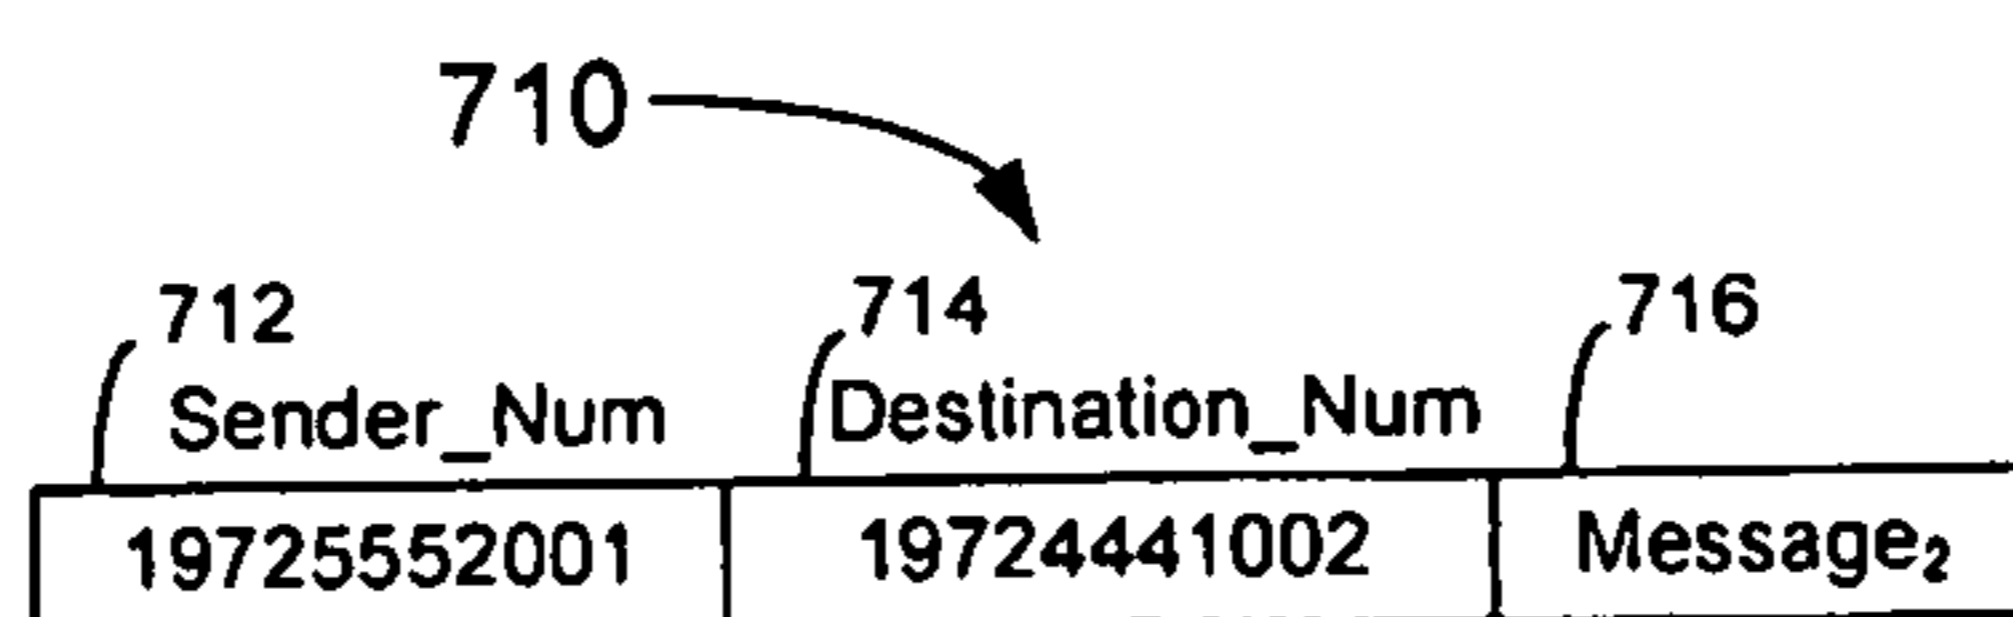 710
712 714 716
Sender_Num Destination_Num
19725552001 19724441002 Message₂